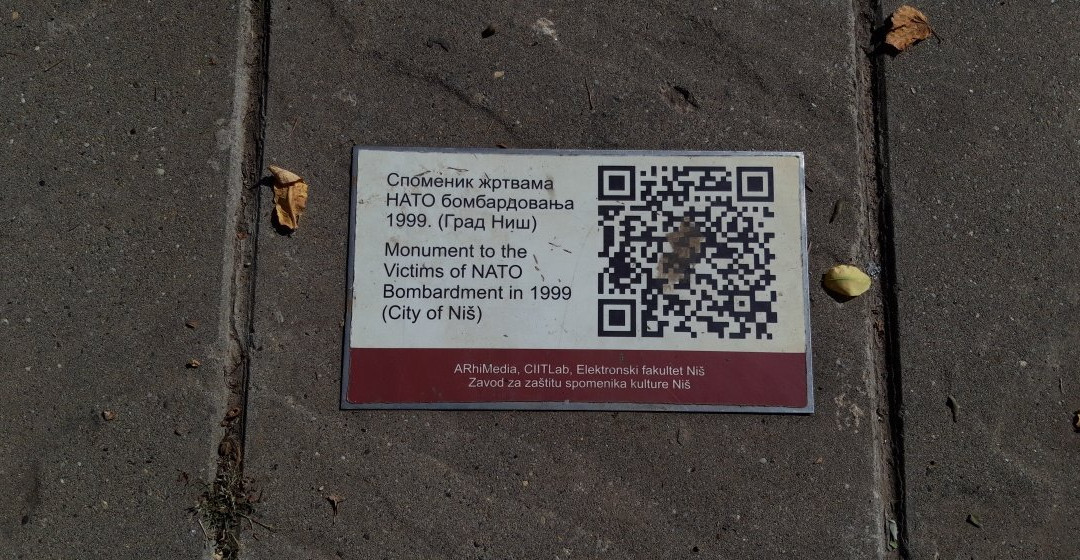 Споменик жртвама
НАТО бомбардовања
1999. (Град Ниш)
Monument to the
Victims of NATO
Bombardment in 1999
(City of Niš)
ARhiMedia, CIITLab, Elektronski fakultet Niš
Zavod za zaštitu spomenika kulture Niš